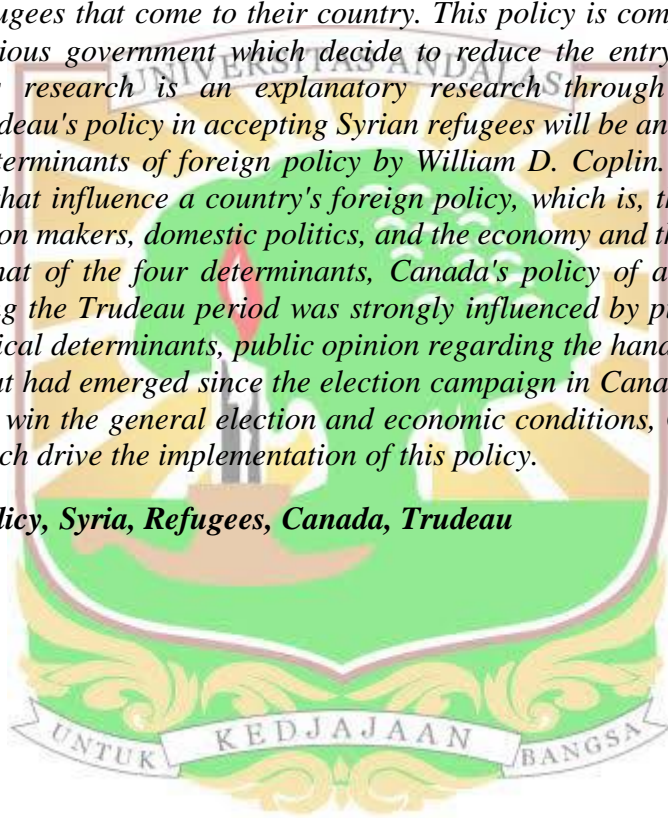 ugees that come to their country. This policy is com
ious government which decide to reduce the entry
research is an explanatory research through
deau's policy in accepting Syrian refugees will be an
terminants of foreign policy by William D. Coplin.
hat influence a country's foreign policy, which is, t
on makers, domestic politics, and the economy and t
nat of the four determinants, Canada's policy of a
g the Trudeau period was strongly influenced by p
ical determinants, public opinion regarding the hand
t had emerged since the election campaign in Cana
win the general election and economic conditions,
ch drive the implementation of this policy.
licy, Syria, Refugees, Canada, Trudeau
UNIVERSITAS ANDALAS
UNTUK KEDJAJAAN BANGSA